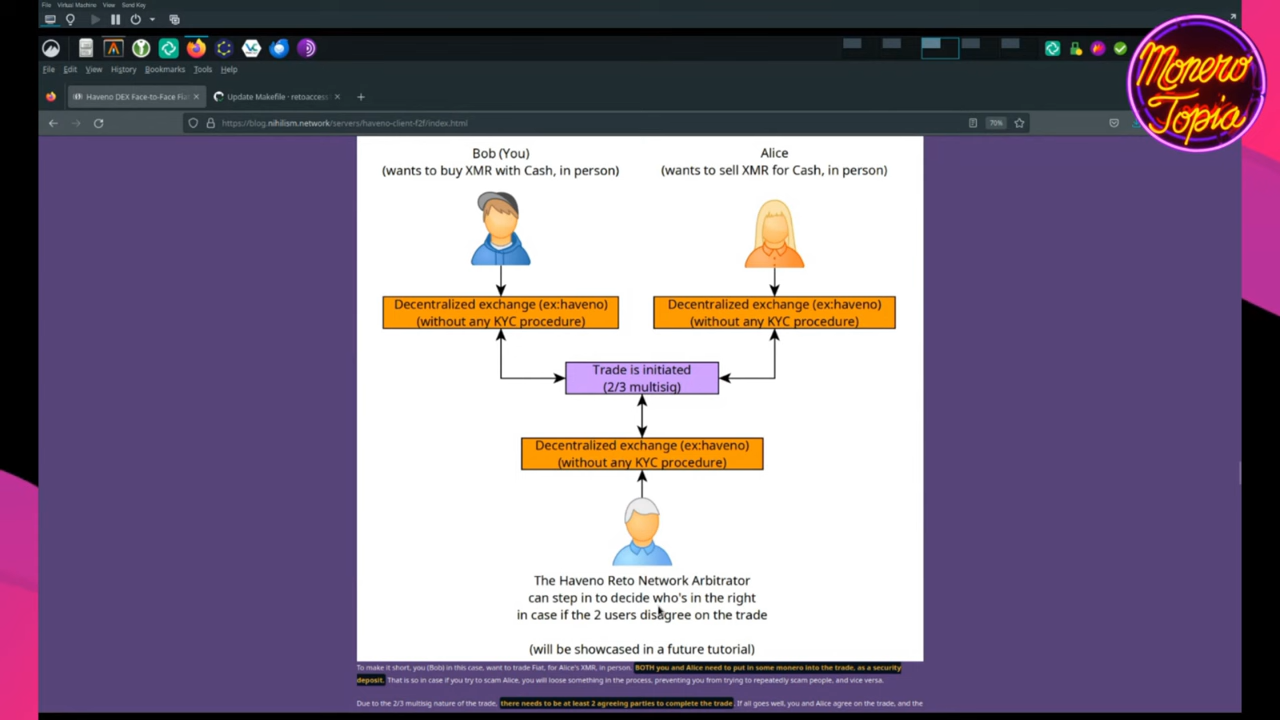 File Virtual Machine View Send Key
File Edit View History Bookmarks Tools Help
Haveno DEX Face-to-Face Fia
Update Makefile · retoaccess
https://blog.nihilism.network/servers/haveno-client-f2f/index.html
70%
Monero
Topia
Bob (You)
(wants to buy XMR with Cash, in person)
Alice
(wants to sell XMR for Cash, in person)
Decentralized exchange (ex:haveno)
(without any KYC procedure)
Decentralized exchange (ex:haveno)
(without any KYC procedure)
Trade is initiated
(2/3 multisig)
Decentralized exchange (ex:haveno)
(without any KYC procedure)
The Haveno Reto Network Arbitrator
can step in to decide who's in the right
in case if the 2 users disagree on the trade
(will be showcased in a future tutorial)
To make it short, you (Bob) in this case, want to trade Fiat, for Alice's XMR, in person. BOTH you and Alice need to put in some monero into the trade, as a security
deposit. That is so in case if you try to scam Alice, you will loose something in the process, preventing you from trying to repeatedly scam people, and vice versa.
Due to the 2/3 multisig nature of the trade, there needs to be at least 2 agreeing parties to complete the trade. If all goes well, you and Alice agree on the trade, and the